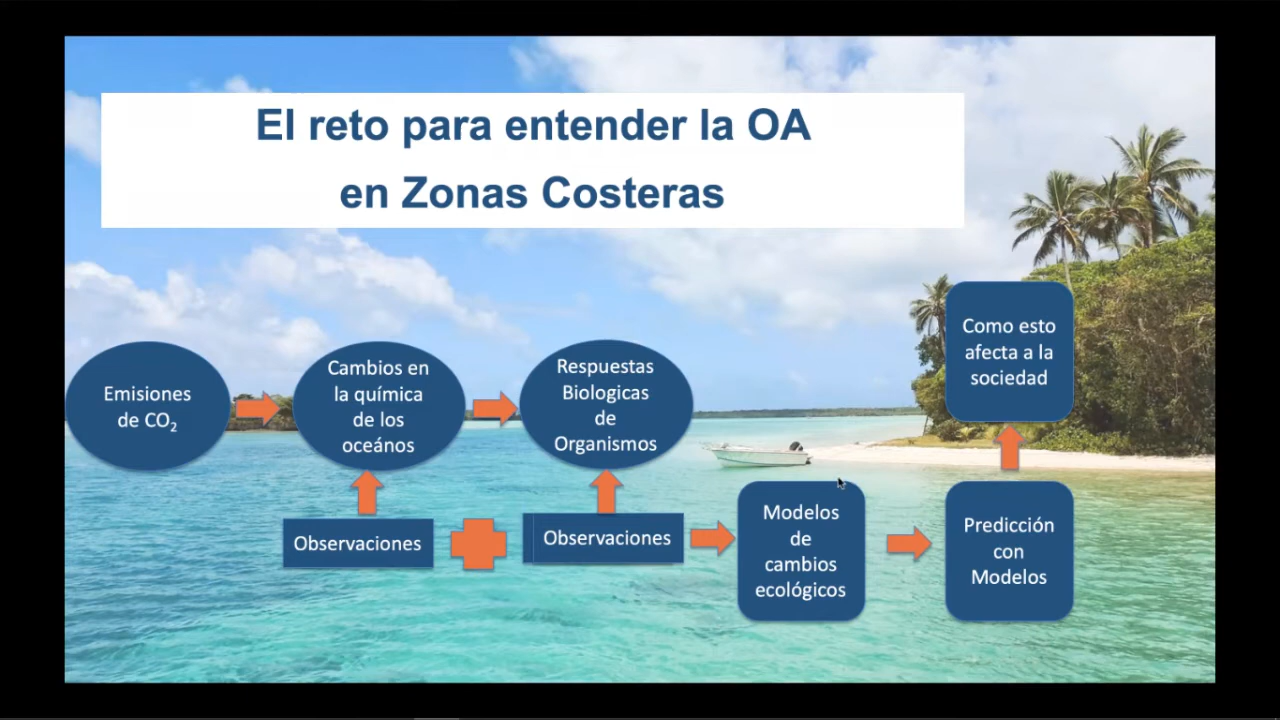 El reto para entender la OA
en Zonas Costeras
Emisiones
de CO₂
Cambios en
la química
de los
oceános
Respuestas
Biologicas
de
Organismos
Como esto
afecta a la
sociedad
Observaciones
Observaciones
Modelos
de
cambios
ecológicos
Predicción
con
Modelos